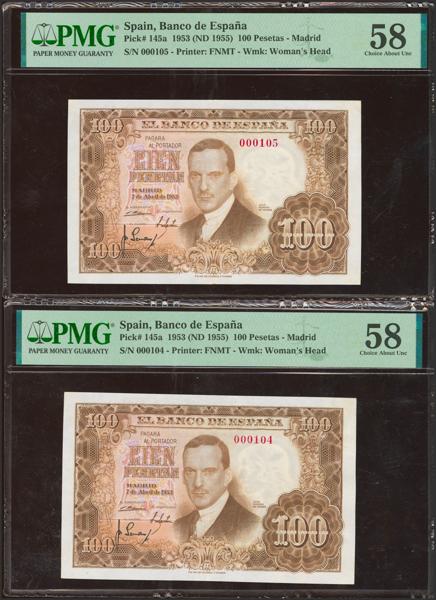 PMG
PAPER MONEY GUARANTY
Spain, Banco de España
Pick# 145a 1953 (ND 1955) 100 Pesetas - Madrid
S/N 000105 - Printer: FNMT - Wmk: Woman's Head
58
Choice About Unc
100
EL BANCO DE ESPAÑA
100
PAGARA
AL PORTADOR
000105
CIEN
PESETAS
MADRID
7 de Abril de 1953
100
100
PMG
PAPER MONEY GUARANTY
Spain, Banco de España
Pick# 145a 1953 (ND 1955) 100 Pesetas - Madrid
S/N 000104 - Printer: FNMT - Wmk: Woman's Head
58
Choice About Unc
100
EL BANCO DE ESPAÑA
100
PAGARA
AL PORTADOR
000104
CIEN
PESETAS
MADRID
7 de Abril de 1953
100
100